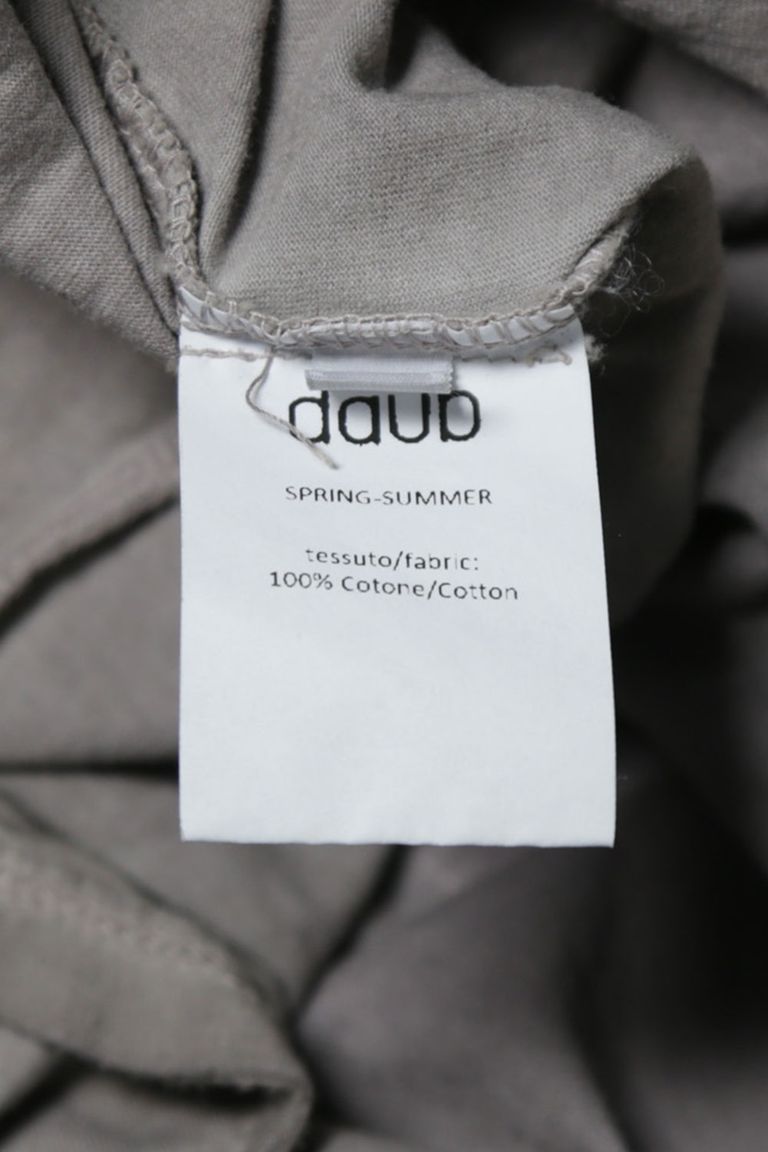 daub
SPRING-SUMMER
tessuto/fabric:
100% Cotone/Cotton